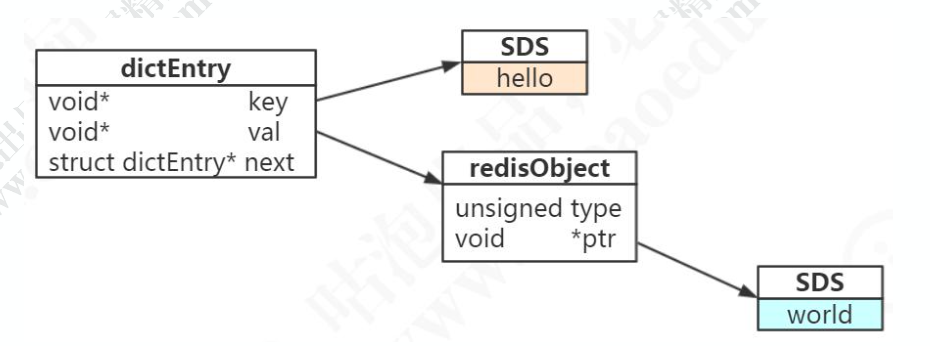 dictEntry
void* key
void* val
struct dictEntry* next
SDS
hello
redisObject
unsigned type
void *ptr
SDS
world